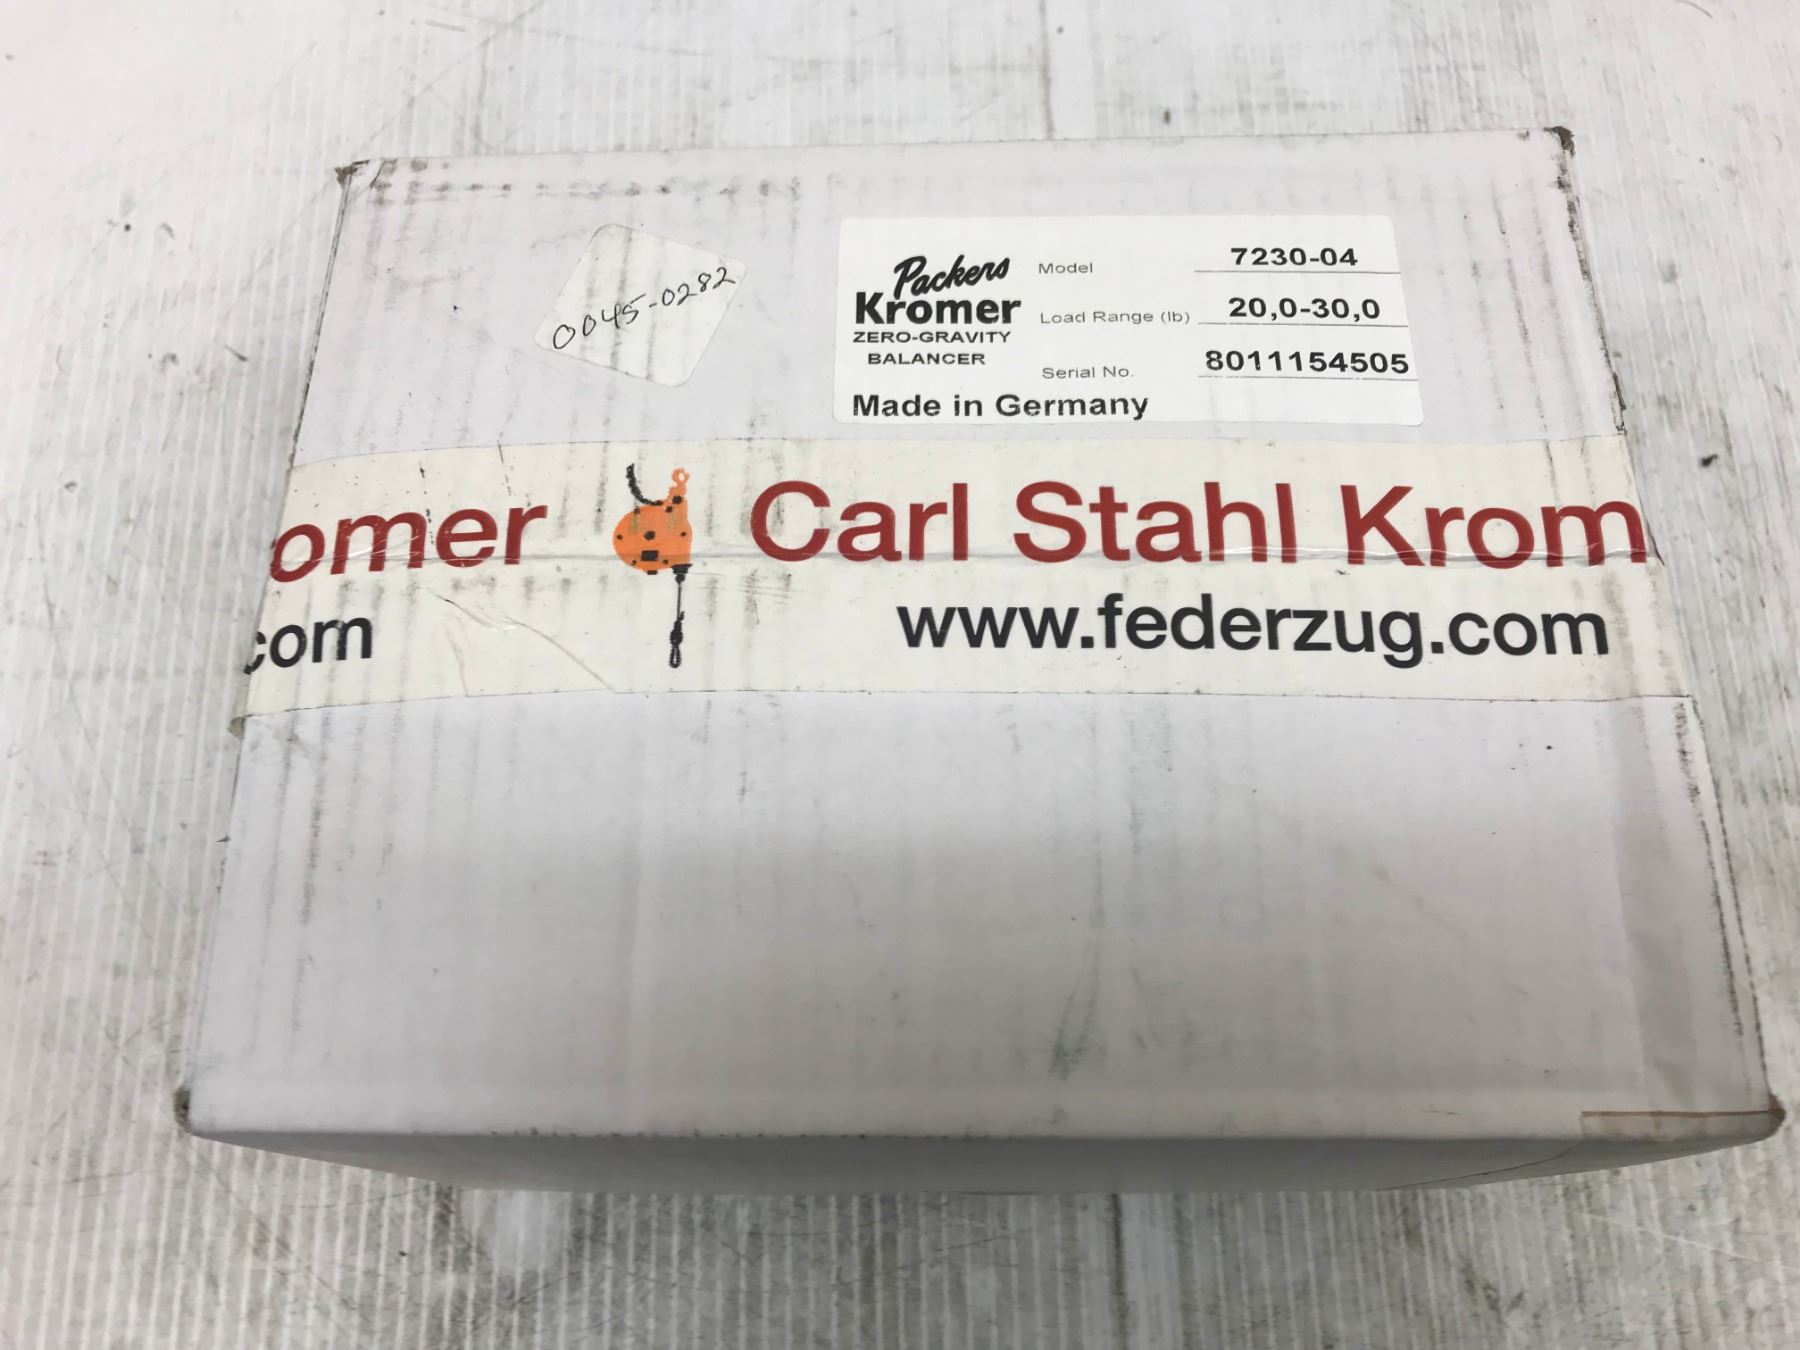 0045-0282
Packers
Kromer
ZERO-GRAVITY
BALANCER
Model 7230-04
Load Range (lb) 20,0-30,0
Serial No. 8011154505
Made in Germany
omer Carl Stahl Krom
.com www.federzug.com